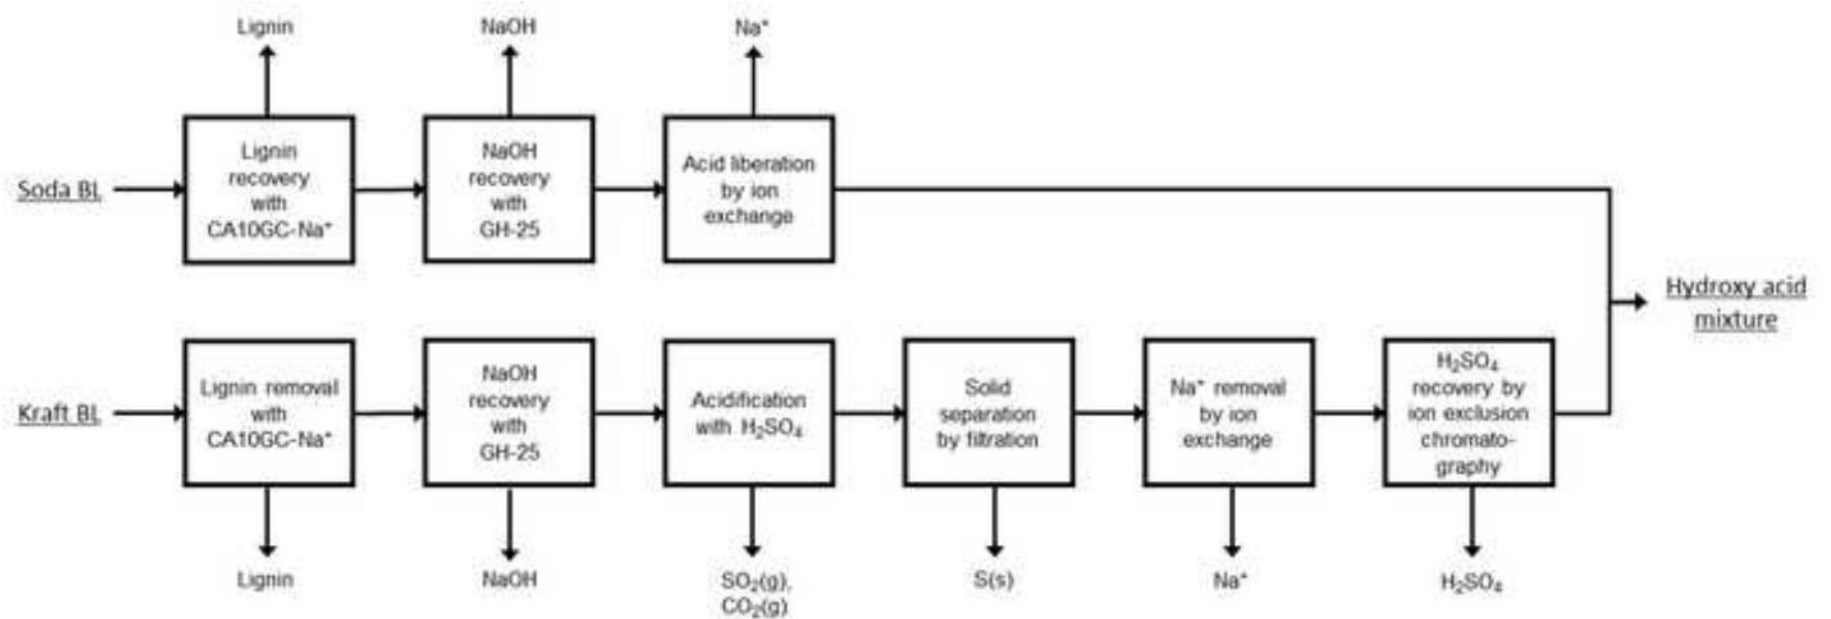 Lignin
NaOH
Na⁺
Soda BL
Lignin
recovery
with
CA10GC-Na⁺
NaOH
recovery
with
GH-25
Acid liberation
by ion
exchange
Hydroxy acid
mixture
Kraft BL
Lignin removal
with
CA10GC-Na⁺
NaOH
recovery
with
GH-25
Acidification
with H₂SO₄
Solid
separation
by filtration
Na⁺ removal
by ion
exchange
H₂SO₄
recovery by
ion exclusion
chromato-
graphy
Lignin
NaOH
SO₂(g),
CO₂(g)
S(s)
Na⁺
H₂SO₄